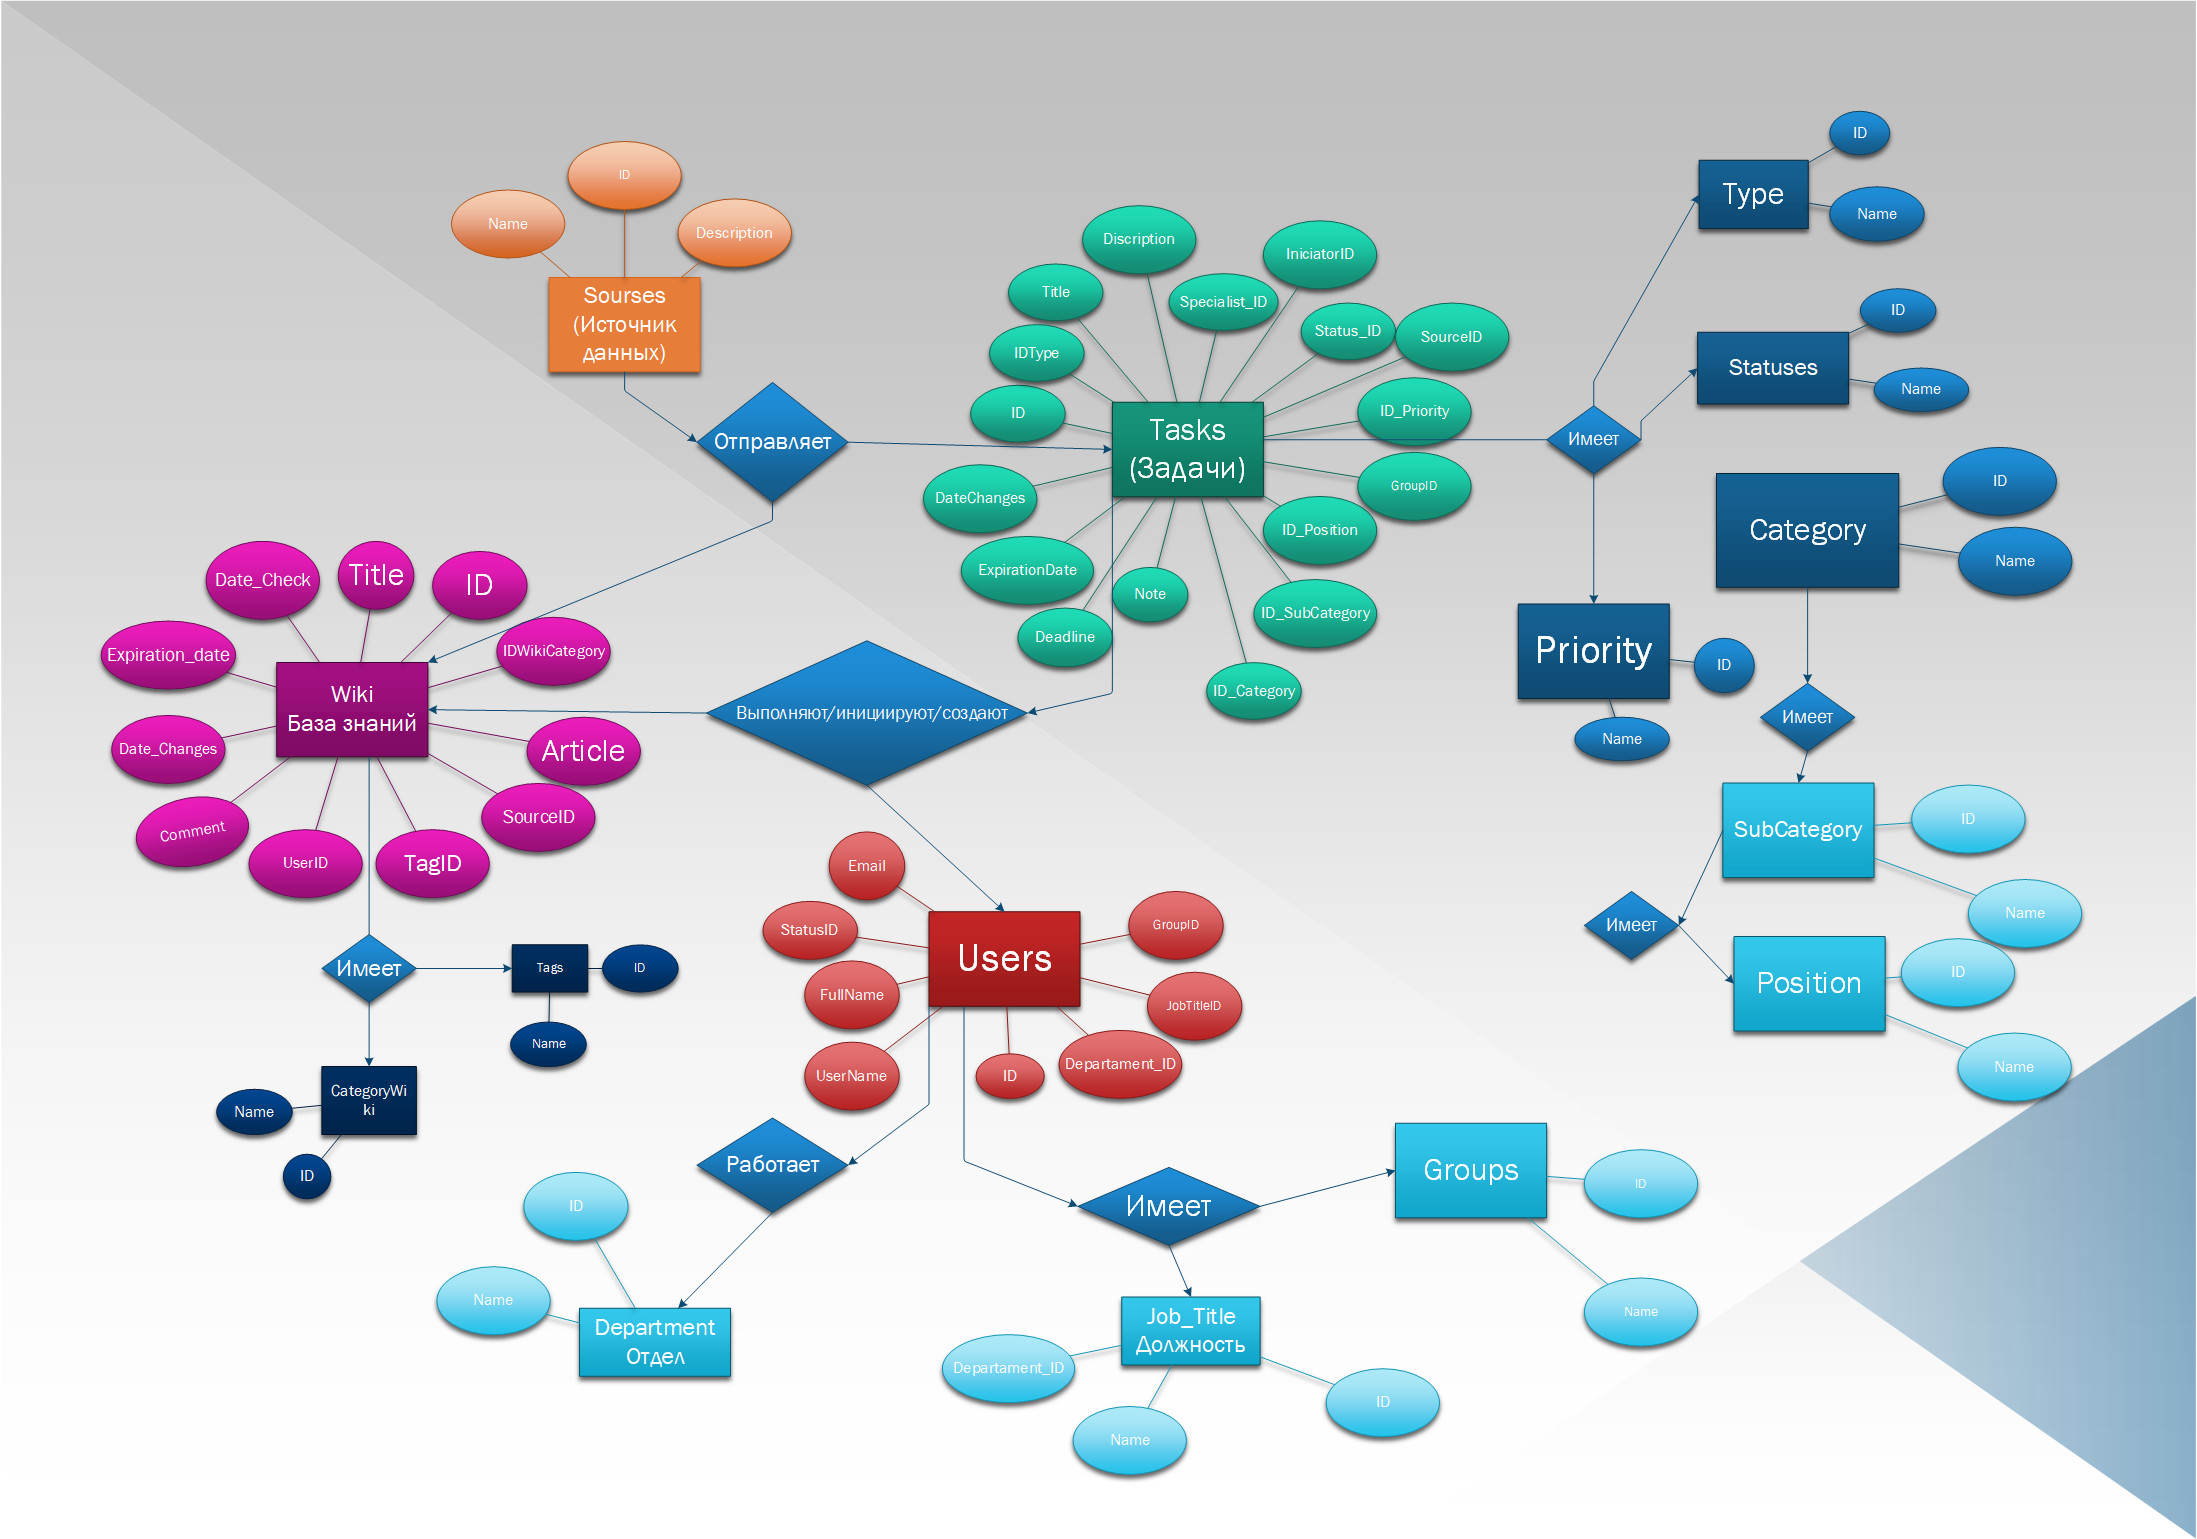 ID
Name
Description
Sourses
(Источник
данных)
Отправляет
Discription
IniciatorID
Title
Specialist_ID
IDType
Status_ID
SourceID
ID
ID_Priority
Tasks
(Задачи)
DateChanges
GroupID
ID_Position
ExpirationDate
Note
ID_SubCategory
Deadline
ID_Category
Имеет
ID
Type
Name
ID
Statuses
Name
ID
Category
Name
Priority
ID
Name
Имеет
SubCategory
ID
Name
Имеет
Position
ID
Name
Date_Check
Title
ID
Expiration_date
IDWikiCategory
Wiki
База знаний
Date_Changes
Article
Comment
SourceID
UserID
TagID
Выполняют/инициируют/создают
Имеет
Tags
ID
Name
CategoryWi
ki
Name
ID
Email
StatusID
GroupID
Users
FullName
JobTitleID
UserName
ID
Departament_ID
Работает
ID
Name
Department
Отдел
Имеет
Groups
ID
Name
Job_Title
Должность
Departament_ID
Name
ID